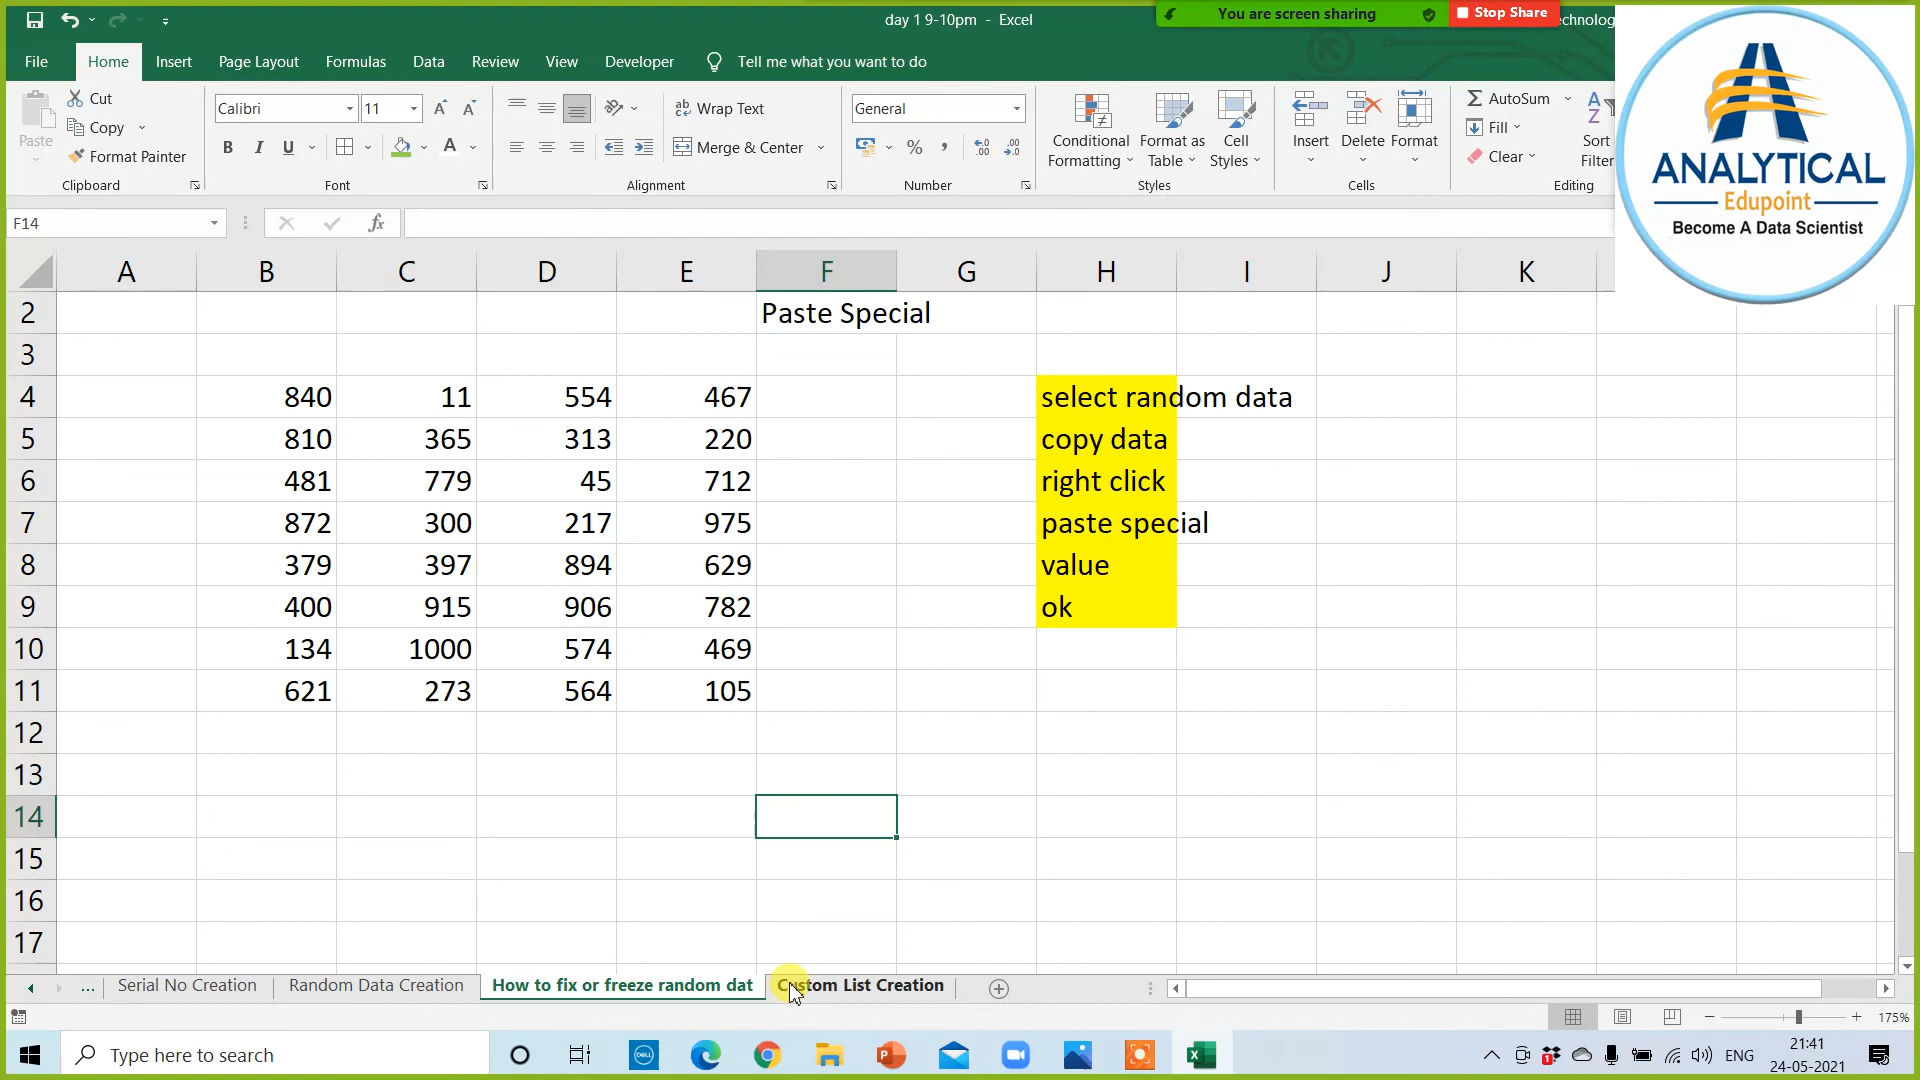 day 1 9-10pm - Excel
You are screen sharing
Stop Share
echnolog
File Home Insert Page Layout Formulas Data Review View Developer Tell me what you want to do
Paste
Cut
Copy
Format Painter
Clipboard
Calibri 11
B I U A
Font
Wrap Text
Merge & Center
Alignment
General
% ,
Number
Conditional Formatting
Format as Table
Cell Styles
Styles
Insert Delete Format
Cells
AutoSum
Fill
Clear
Sort
Filter
Editing
ANALYTICAL
Edupoint
Become A Data Scientist
F14 fx
A B C D E F G H I J K
2 Paste Special
3
4 840 11 554 467 select random data
5 810 365 313 220 copy data
6 481 779 45 712 right click
7 872 300 217 975 paste special
8 379 397 894 629 value
9 400 915 906 782 ok
10 134 1000 574 469
11 621 273 564 105
12
13
14
15
16
17
... Serial No Creation Random Data Creation How to fix or freeze random dat Custom List Creation
175%
Type here to search
DELL
1
ENG
21:41
24-05-2021